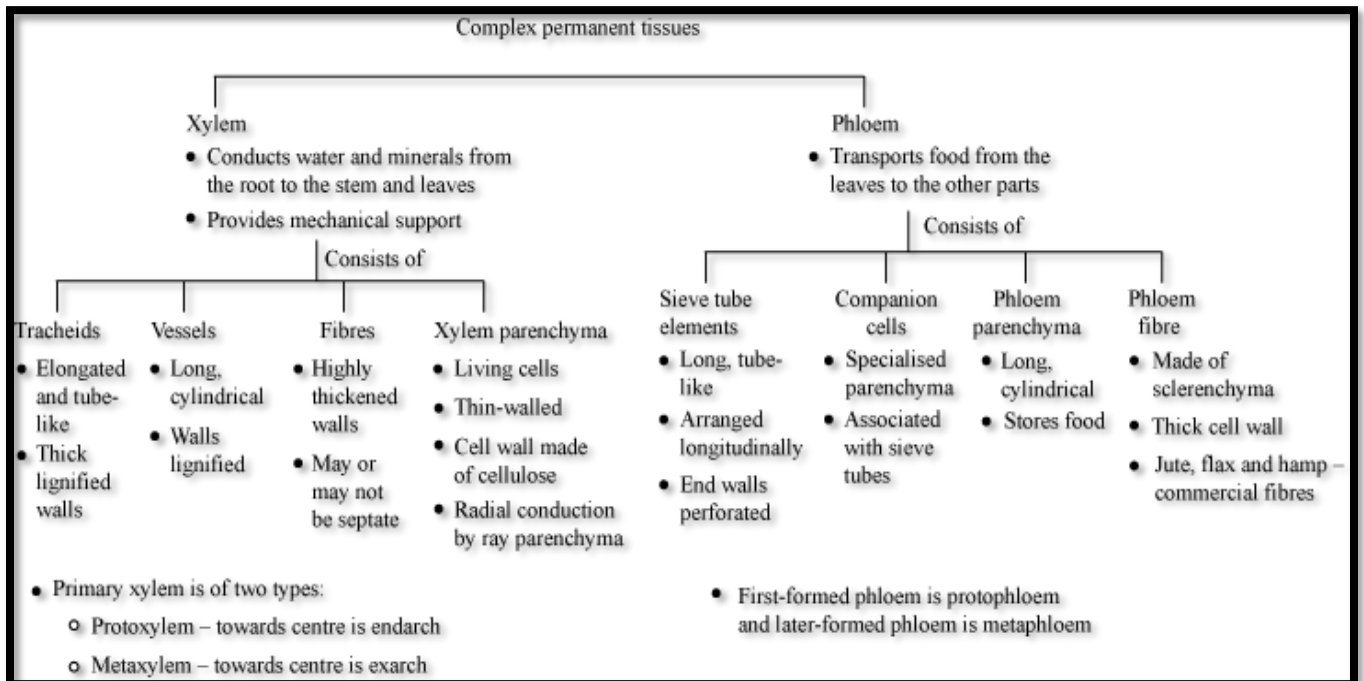 Complex permanent tissues
Xylem
• Conducts water and minerals from
the root to the stem and leaves
• Provides mechanical support
Consists of
Tracheids
• Elongated
and tube-
like
• Thick
lignified
walls
Vessels
• Long,
cylindrical
• Walls
lignified
Fibres
• Highly
thickened
walls
• May or
may not
be septate
Xylem parenchyma
• Living cells
• Thin-walled
• Cell wall made
of cellulose
• Radial conduction
by ray parenchyma
• Primary xylem is of two types:
o Protoxylem – towards centre is endarch
o Metaxylem – towards centre is exarch
Phloem
• Transports food from the
leaves to the other parts
Consists of
Sieve tube
elements
• Long, tube-
like
• Arranged
longitudinally
• End walls
perforated
Companion
cells
• Specialised
parenchyma
• Associated
with sieve
tubes
Phloem
parenchyma
• Long,
cylindrical
• Stores food
Phloem
fibre
• Made of
sclerenchyma
• Thick cell wall
• Jute, flax and hamp –
commercial fibres
• First-formed phloem is protophloem
and later-formed phloem is metaphloem